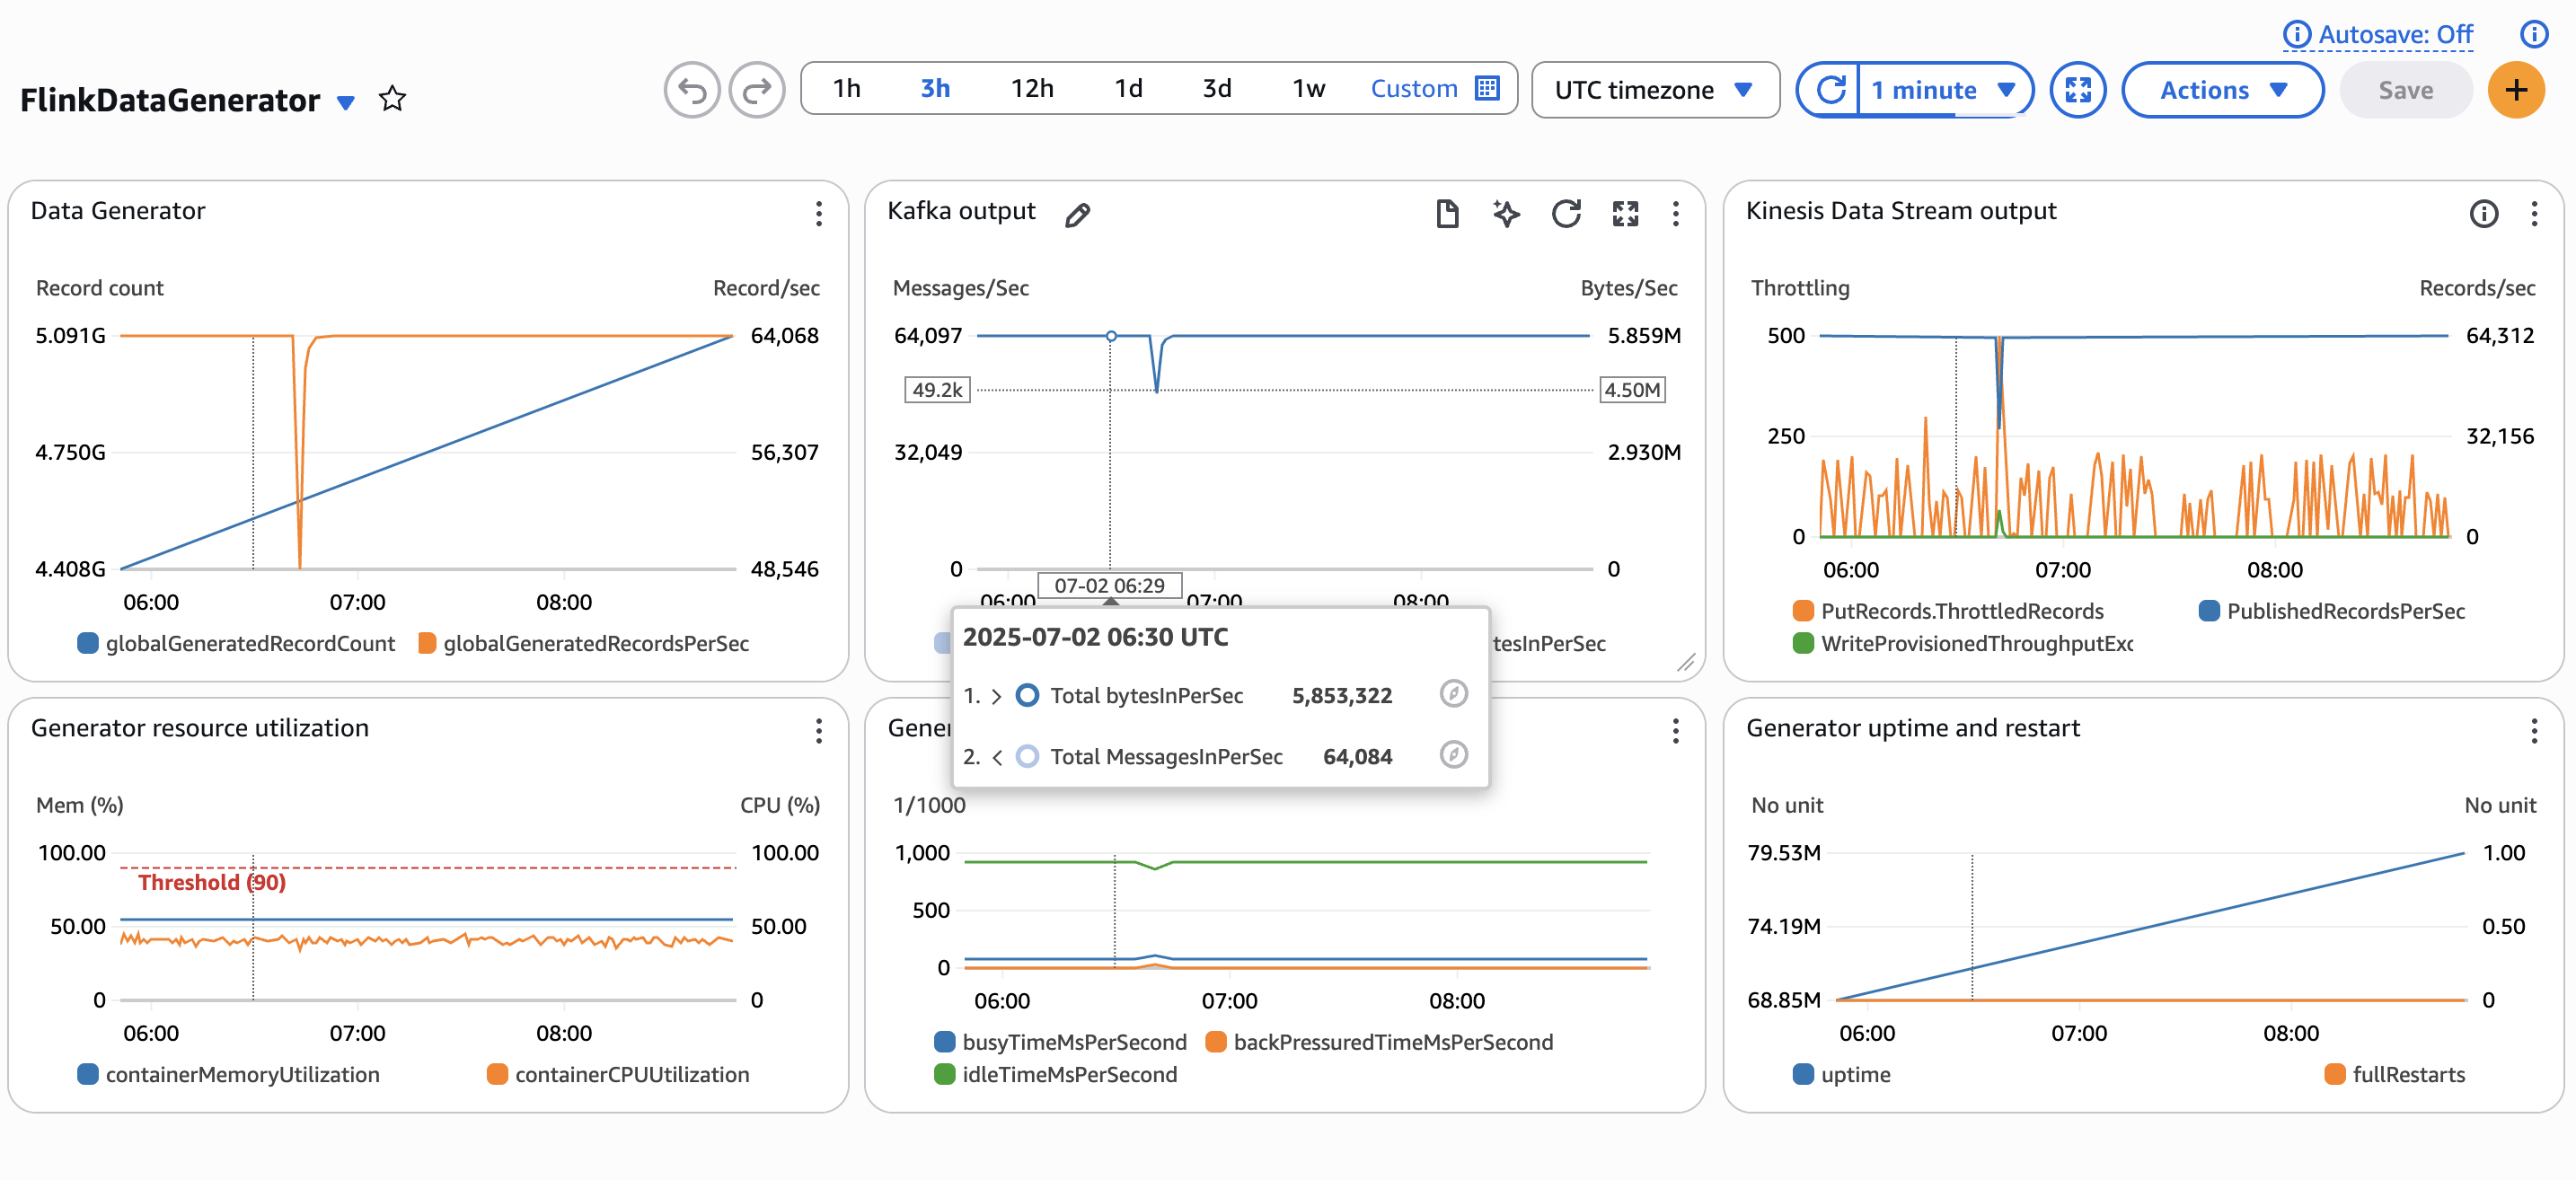 Autosave: Off
FlinkDataGenerator
1h 3h 12h 1d 3d 1w Custom
UTC timezone
1 minute
Actions
Save
Data Generator
Record count Record/sec
5.091G 64,068
4.750G 56,307
4.408G 48,546
06:00 07:00 08:00
globalGeneratedRecordCount globalGeneratedRecordsPerSec
Kafka output
Messages/Sec Bytes/Sec
64,097 5.859M
49.2k 4.50M
32,049 2.930M
0 0
07-02 06:29
06:00 07:00 08:00
tesInPerSec
2025-07-02 06:30 UTC
1. > Total bytesInPerSec 5,853,322
2. < Total MessagesInPerSec 64,084
Kinesis Data Stream output
Throttling Records/sec
500 64,312
250 32,156
0 0
06:00 07:00 08:00
PutRecords.ThrottledRecords PublishedRecordsPerSec
WriteProvisionedThroughputExc
Generator resource utilization
Mem (%) CPU (%)
100.00 100.00
Threshold (90)
50.00 50.00
0 0
06:00 07:00 08:00
containerMemoryUtilization containerCPUUtilization
Gene
1/1000
1,000
500
0
06:00 07:00 08:00
busyTimeMsPerSecond backPressuredTimeMsPerSecond
idleTimeMsPerSecond
Generator uptime and restart
No unit No unit
79.53M 1.00
74.19M 0.50
68.85M 0
06:00 07:00 08:00
uptime fullRestarts